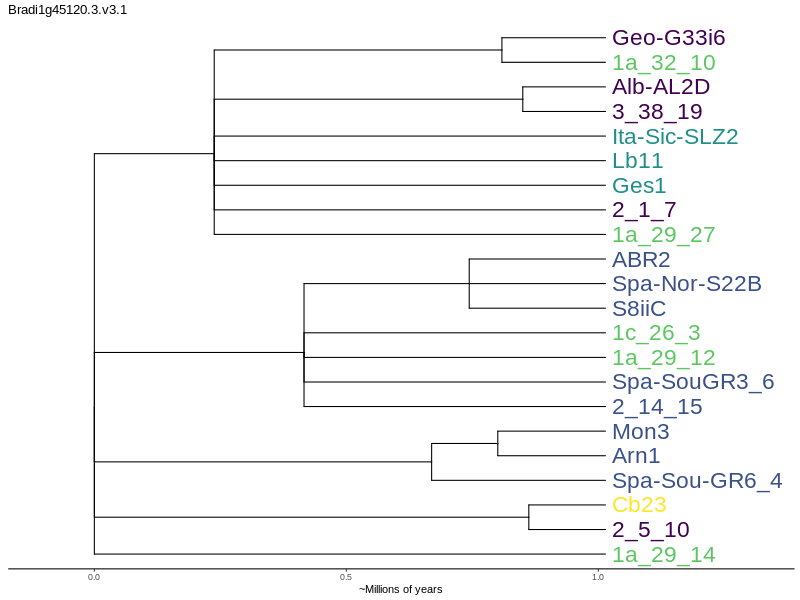 Bradi1g45120.3.v3.1
Geo-G33i6
1a_32_10
Alb-AL2D
3_38_19
Ita-Sic-SLZ2
Lb11
Ges1
2_1_7
1a_29_27
ABR2
Spa-Nor-S22B
S8iiC
1c_26_3
1a_29_12
Spa-SouGR3_6
2_14_15
Mon3
Arn1
Spa-Sou-GR6_4
Cb23
2_5_10
1a_29_14
0.0 0.5 1.0
~Millions of years